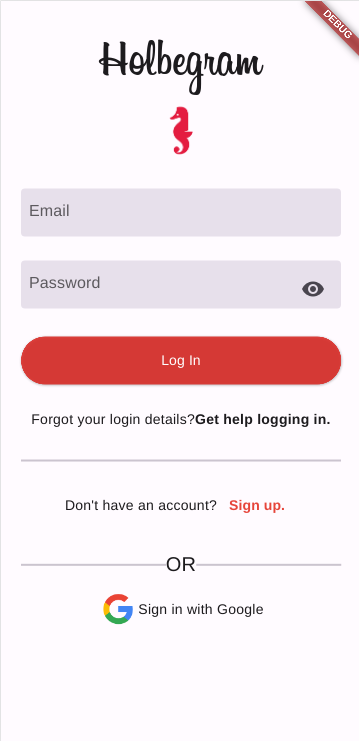 DEBUG
Holbegram
Email
Password
Log In
Forgot your login details?Get help logging in.
Don't have an account? Sign up.
OR
Sign in with Google